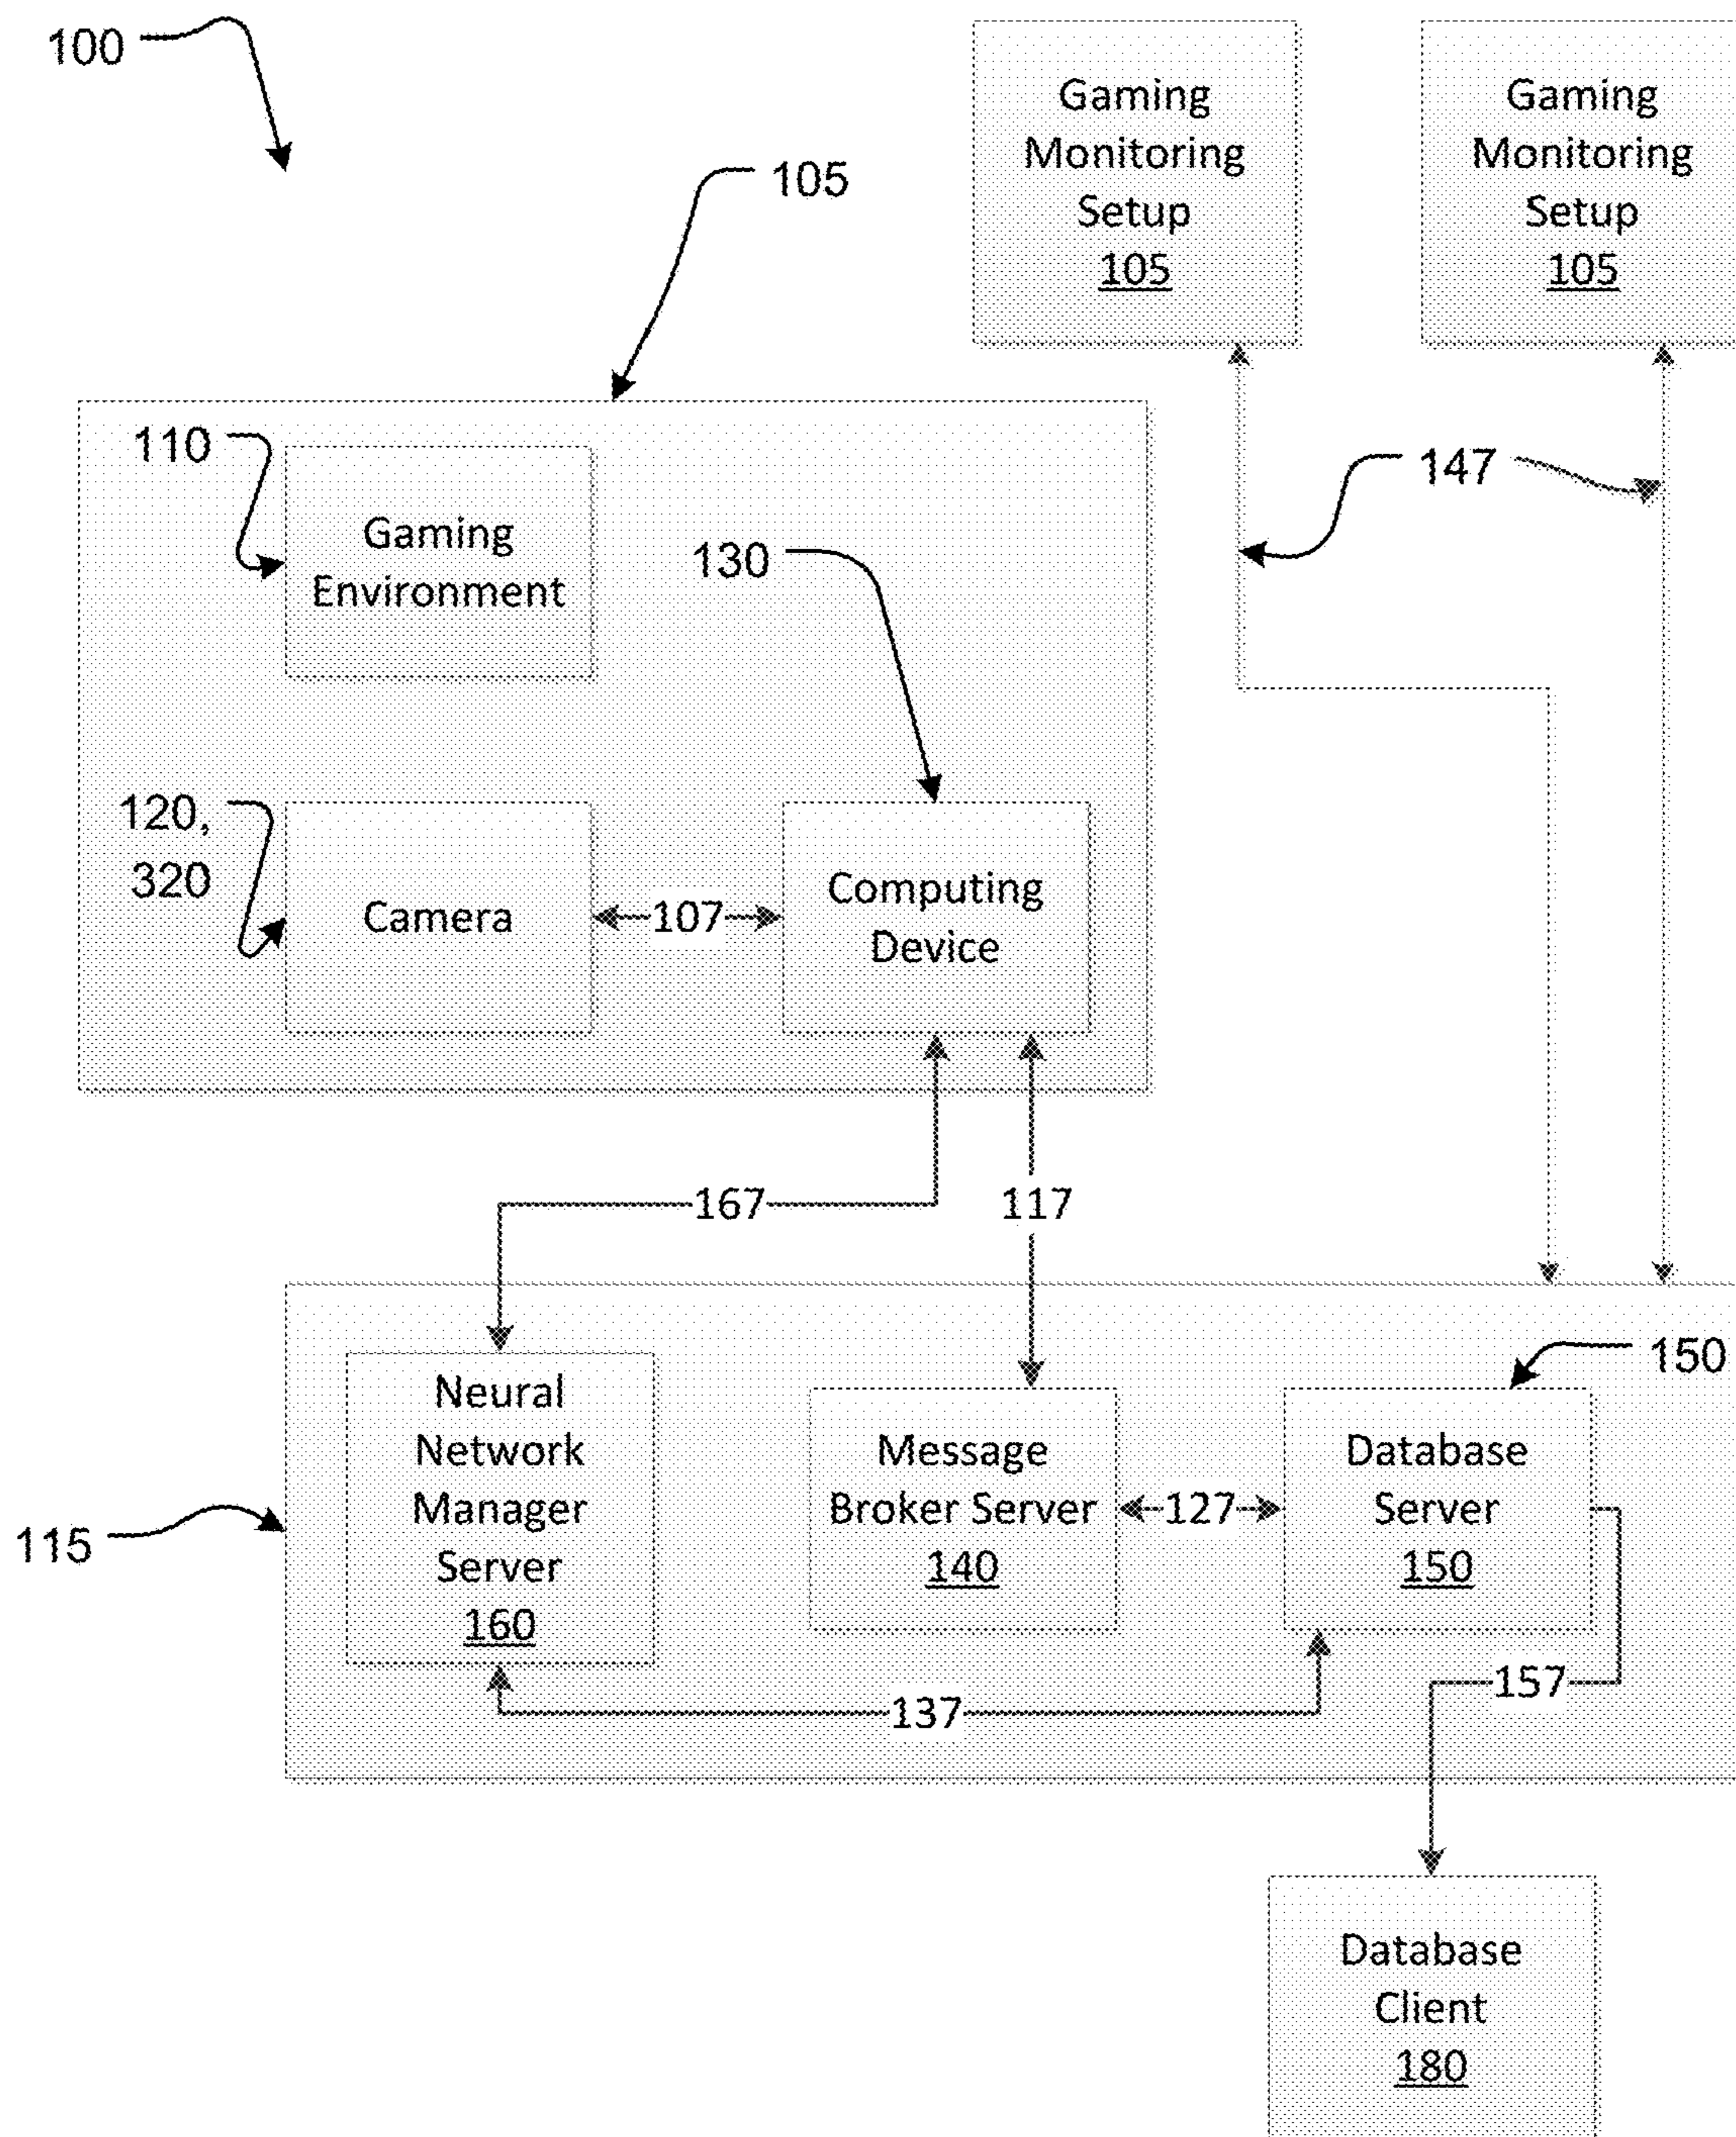 100
Gaming
Monitoring
Setup
105
Gaming
Monitoring
Setup
105
105
110
Gaming
Environment
147
130
120,
320
Camera
107
Computing
Device
167
117
150
Neural
Network
Manager
Server
160
Message
Broker Server
140
127
Database
Server
150
115
157
137
Database
Client
180